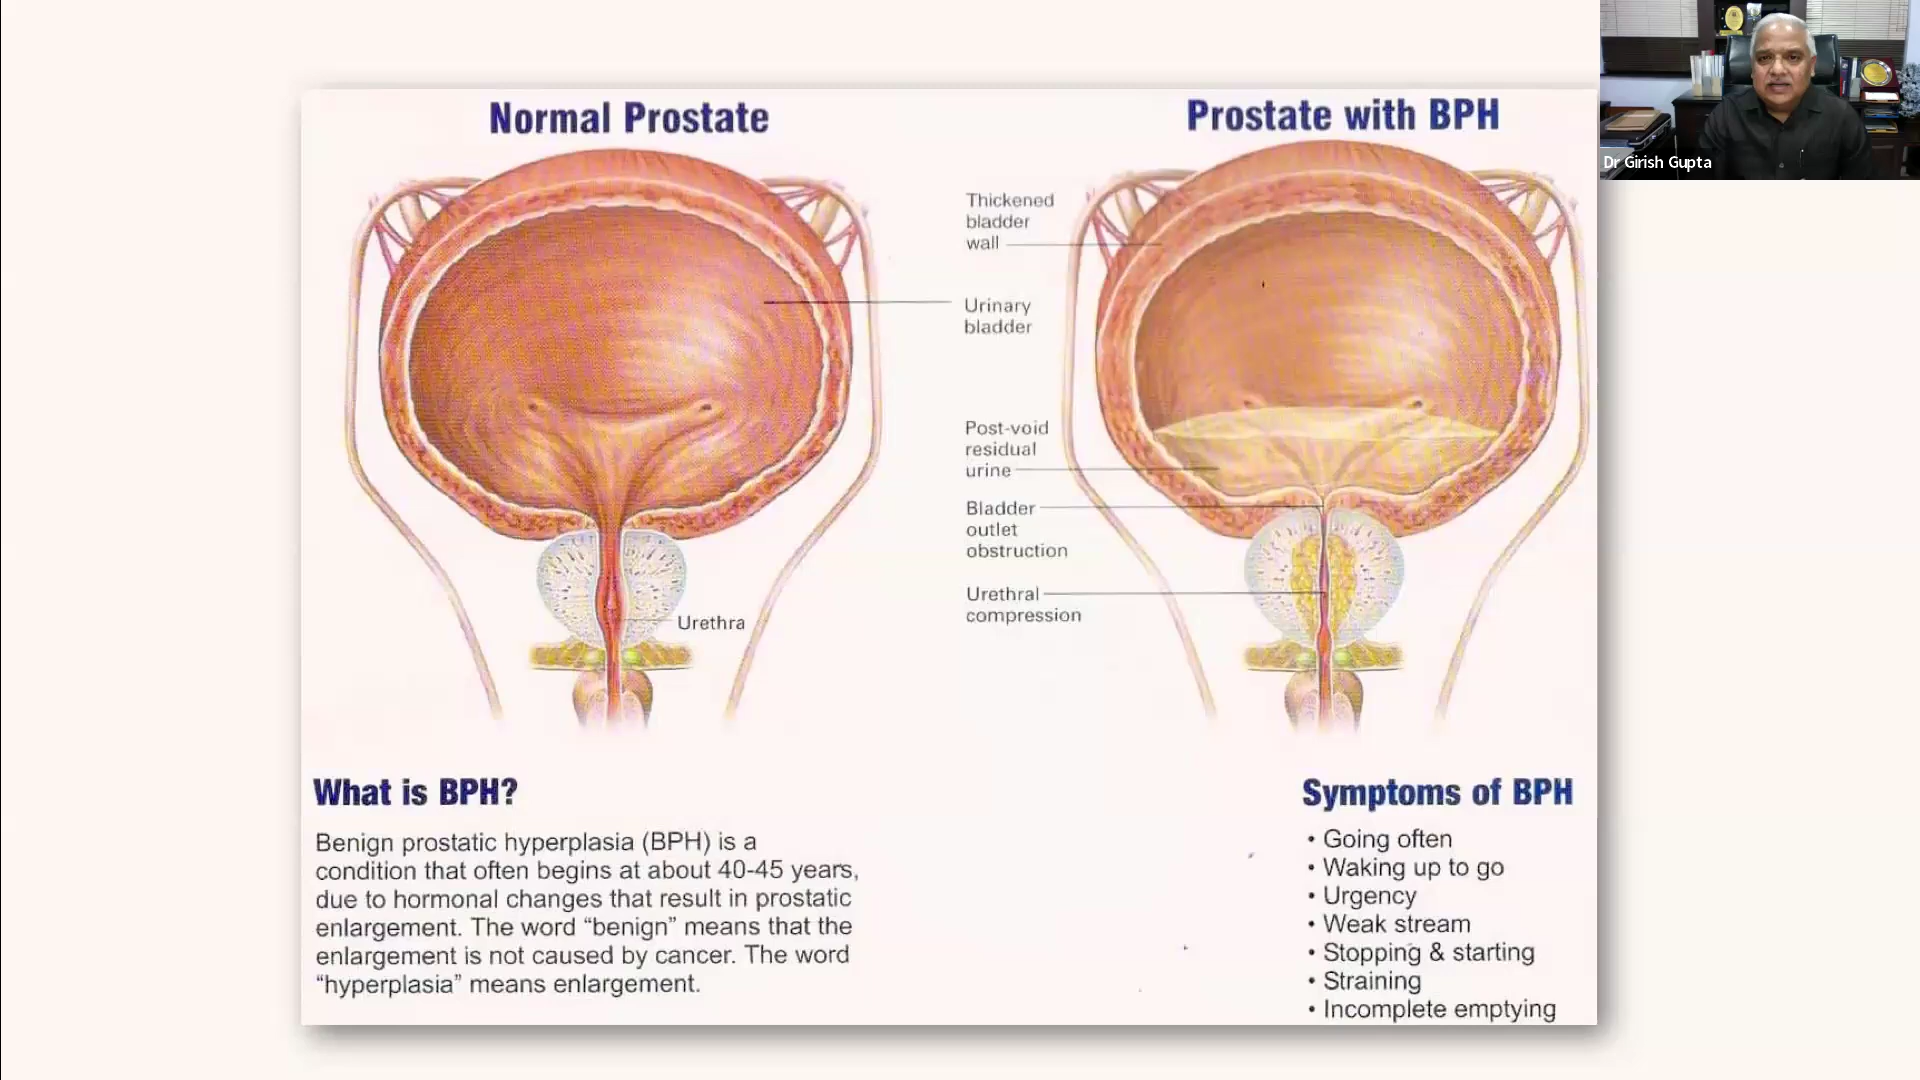 Normal Prostate
Prostate with BPH
Dr Girish Gupta
Thickened
bladder
wall
Urinary
bladder
Post-void
residual
urine
Bladder
outlet
obstruction
Urethral
compression
Urethra
What is BPH?
Benign prostatic hyperplasia (BPH) is a
condition that often begins at about 40-45 years,
due to hormonal changes that result in prostatic
enlargement. The word “benign” means that the
enlargement is not caused by cancer. The word
“hyperplasia” means enlargement.
Symptoms of BPH
• Going often
• Waking up to go
• Urgency
• Weak stream
• Stopping & starting
• Straining
• Incomplete emptying